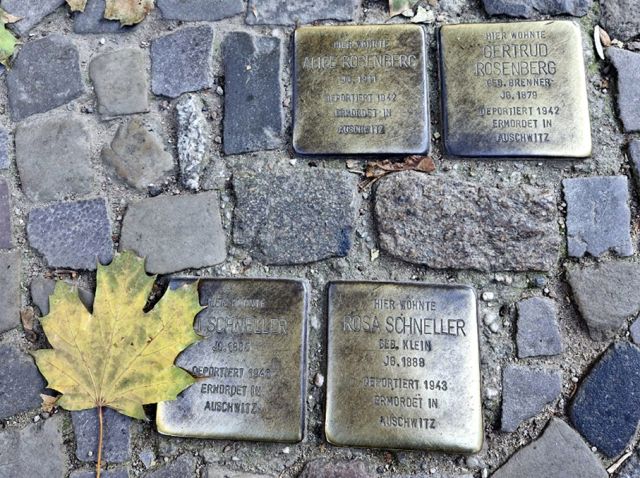 HIER WOHNTE
ALICE ROSENBERG
JG. 1911
DEPORTIERT 1942
ERMORDET IN
AUSCHWITZ
HIER WOHNTE
GERTRUD
ROSENBERG
GEB. BRENNER
JG. 1879
DEPORTIERT 1942
ERMORDET IN
AUSCHWITZ
HIER WOHNTE
SCHNELLER
JG.
DEPORTIERT
ERMORDET IN
AUSCHWITZ
HIER WOHNTE
ROSA SCHNELLER
GEB. KLEIN
JG. 1888
DEPORTIERT 1943
ERMORDET IN
AUSCHWITZ